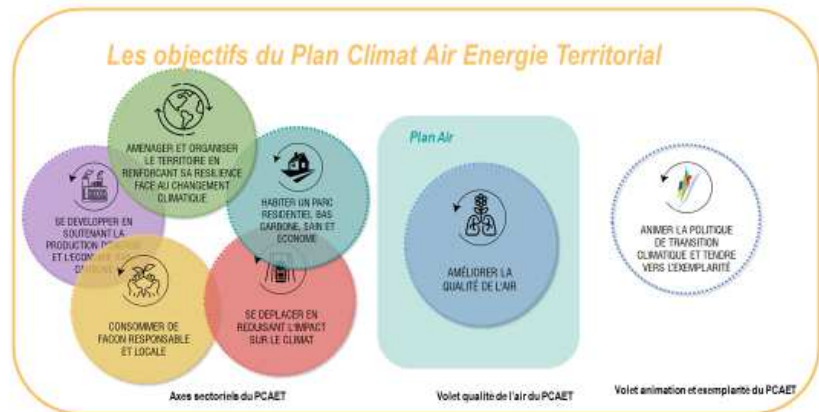 Les objectifs du Plan Climat Air Energie Territorial
AMENAGER ET ORGANISER
LE TERRITOIRE EN
RENFORCANT SA RESILIENCE
FACE AU CHANGEMENT
CLIMATIQUE
SE DEVELOPPER EN
SOUTENANT LA
PRODUCTION
ET
HABITER UN PARC
RESIDENTIEL BAS
CARBONE, SAIN ET
ECONOME
CONSOMMER DE
FACON RESPONSABLE
ET LOCALE
SE DEPLACER EN
REDUISANT L'IMPACT
SUR LE CLIMAT
Axes sectoriels du PCAET
Plan Air
AMÉLIORER LA
QUALITÉ DE L'AIR
Volet qualité de l'air du PCAET
ANIMER LA POLITIQUE
DE TRANSITION
CLIMATIQUE ET TENDRE
VERS L'EXEMPLARITÉ
Volet animation et exemplarité du PCAET